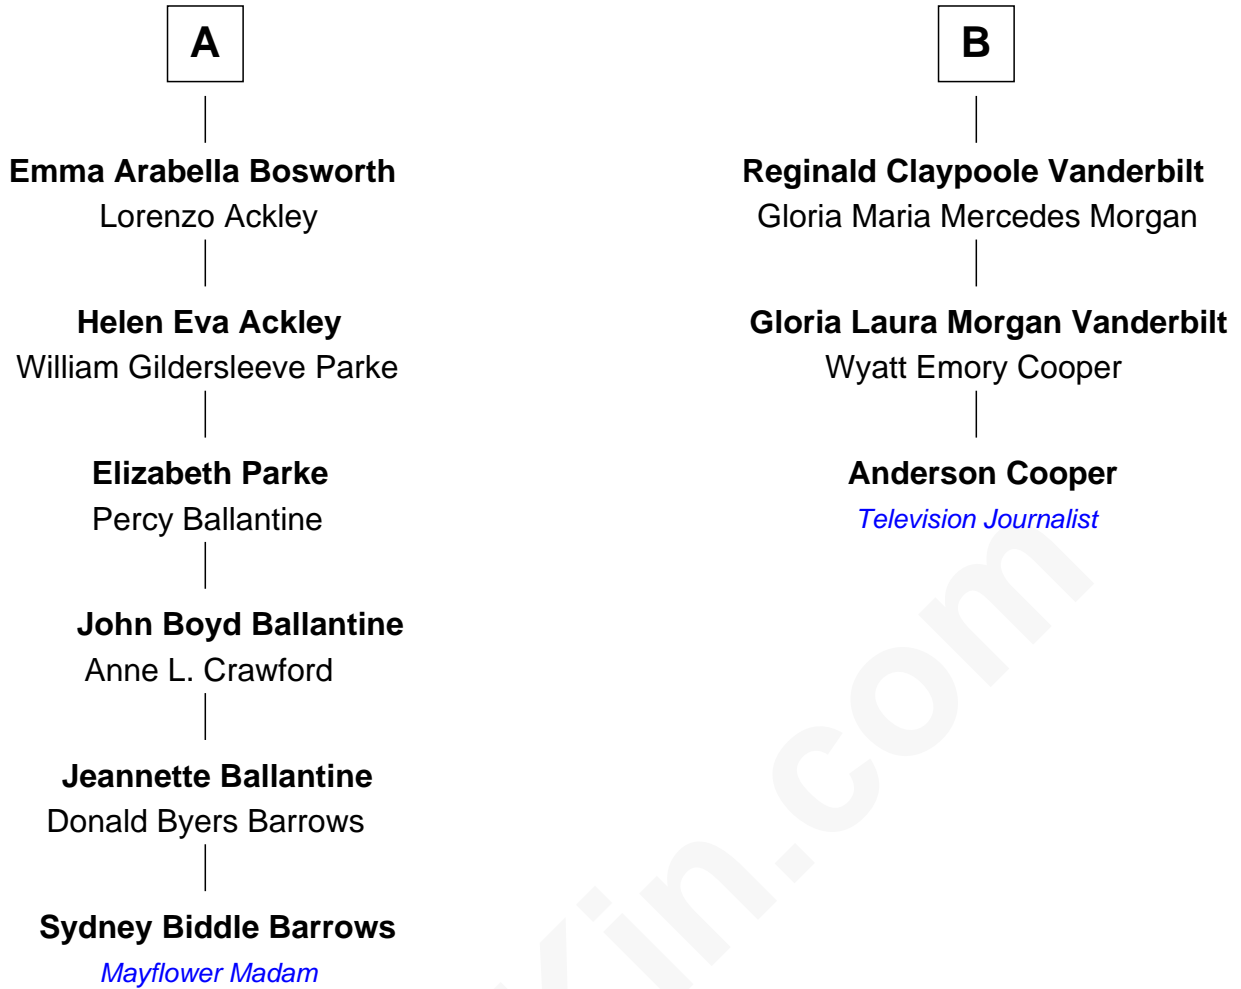 A
Emma Arabella Bosworth
Lorenzo Ackley
Helen Eva Ackley
William Gildersleeve Parke
Elizabeth Parke
Percy Ballantine
John Boyd Ballantine
Anne L. Crawford
Jeannette Ballantine
Donald Byers Barrows
Sydney Biddle Barrows
Mayflower Madam
B
Reginald Claypoole Vanderbilt
Gloria Maria Mercedes Morgan
Gloria Laura Morgan Vanderbilt
Wyatt Emory Cooper
Anderson Cooper
Television Journalist
Kin.com